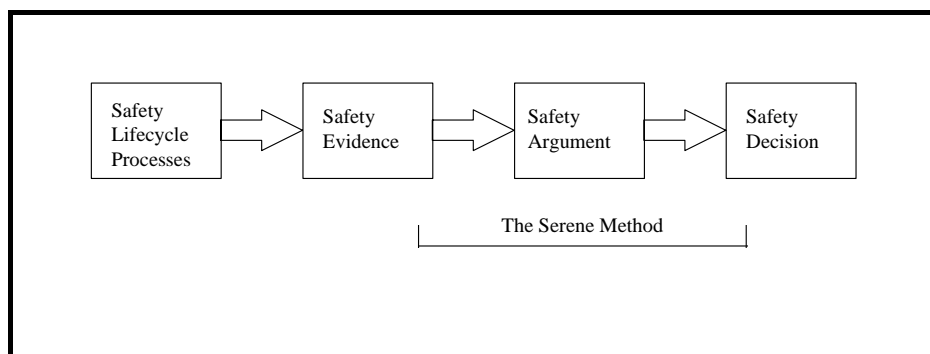 Safety
Lifecycle
Processes
Safety
Evidence
Safety
Argument
Safety
Decision
The Serene Method